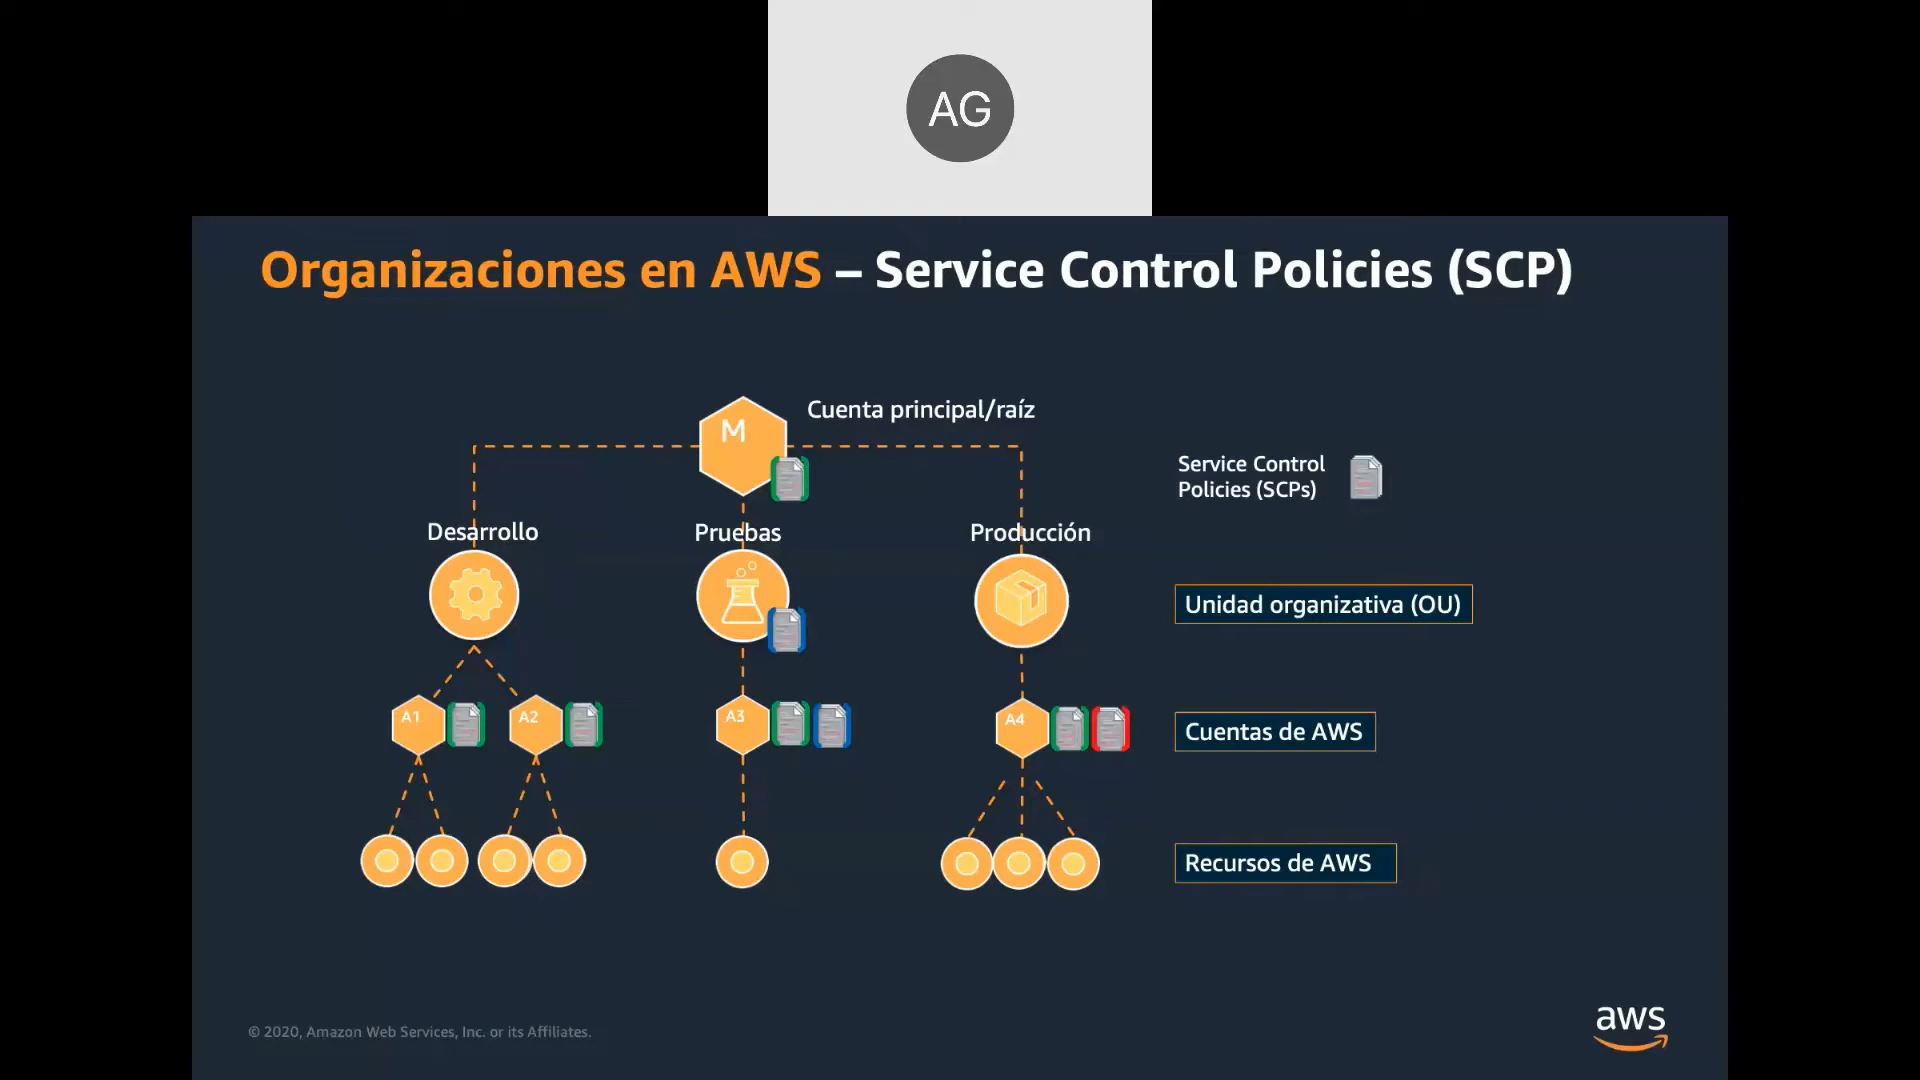 AG
Organizaciones en AWS – Service Control Policies (SCP)
M
Cuenta principal/raíz
Service Control
Policies (SCPs)
Desarrollo
Pruebas
Producción
Unidad organizativa (OU)
A1
A2
A3
A4
Cuentas de AWS
Recursos de AWS
© 2020, Amazon Web Services, Inc. or its Affiliates.
aws